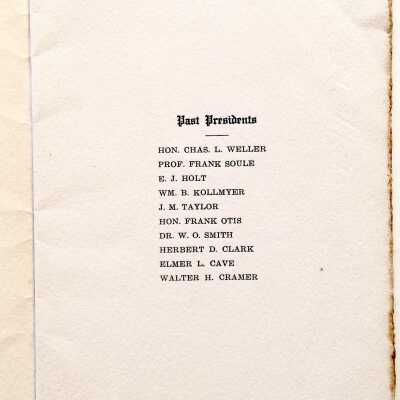 Past Presidents
HON. CHAS. L. WELLER
PROF. FRANK SOULE
E. J. HOLT
WM. B. KOLLMYER
J. M. TAYLOR
HON. FRANK OTIS
DR. W. O. SMITH
HERBERT D. CLARK
ELMER L. CAVE
WALTER H. CRAMER